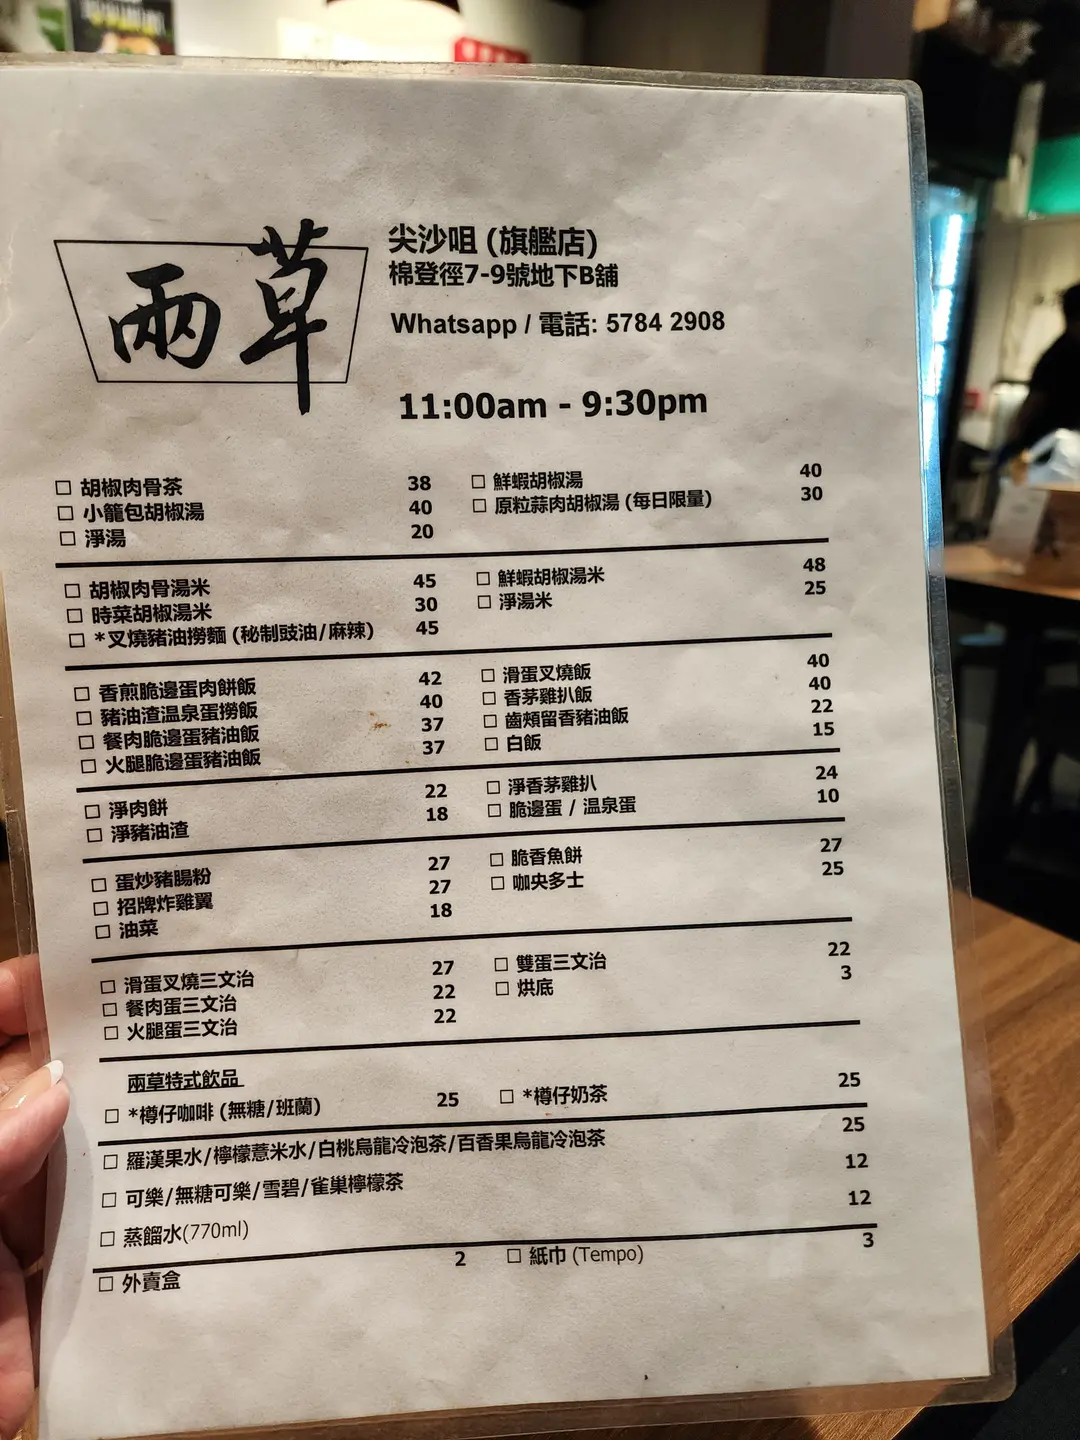 兩草
尖沙咀 (旗艦店)
棉登徑7-9號地下B舖
Whatsapp / 電話: 5784 2908
11:00am - 9:30pm
□ 胡椒肉骨茶 38 □ 鮮蝦胡椒湯 40
□ 小籠包胡椒湯 40 □ 原粒蒜肉胡椒湯 (每日限量) 30
□ 淨湯 20
□ 胡椒肉骨湯米 45 □ 鮮蝦胡椒湯米 48
□ 時菜胡椒湯米 30 □ 淨湯米 25
□ *叉燒豬油撈麵 (秘制豉油/麻辣) 45
□ 香煎脆邊蛋肉餅飯 42 □ 滑蛋叉燒飯 40
□ 豬油渣温泉蛋撈飯 40 □ 香茅雞扒飯 40
□ 餐肉脆邊蛋豬油飯 37 □ 齒頰留香豬油飯 22
□ 火腿脆邊蛋豬油飯 37 □ 白飯 15
□ 淨肉餅 22 □ 淨香茅雞扒 24
□ 淨豬油渣 18 □ 脆邊蛋 / 温泉蛋 10
□ 蛋炒豬腸粉 27 □ 脆香魚餅 27
□ 招牌炸雞翼 27 □ 咖央多士 25
□ 油菜 18
□ 滑蛋叉燒三文治 27 □ 雙蛋三文治 22
□ 餐肉蛋三文治 22 □ 烘底 3
□ 火腿蛋三文治 22
兩草特式飲品
□ *樽仔咖啡 (無糖/班蘭) 25 □ *樽仔奶茶 25
□ 羅漢果水/檸檬薏米水/白桃烏龍冷泡茶/百香果烏龍冷泡茶 25
□ 可樂/無糖可樂/雪碧/雀巢檸檬茶 12
□ 蒸餾水(770ml) 12
□ 外賣盒 2 □ 紙巾 (Tempo) 3